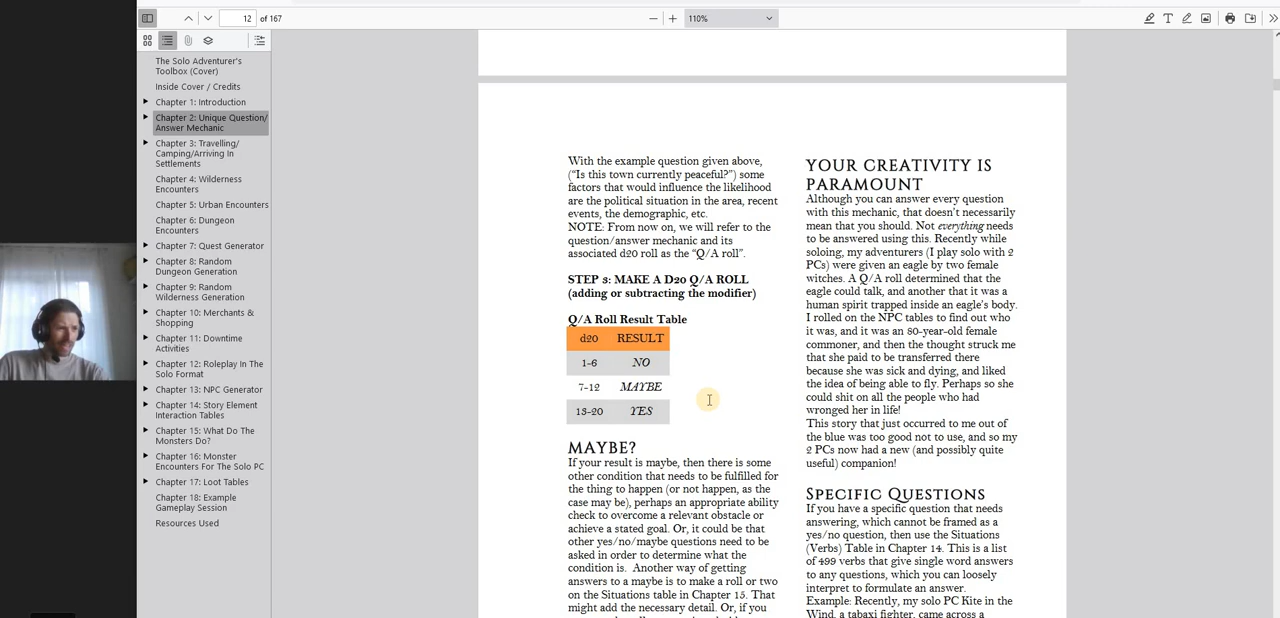 12 of 167
110%
The Solo Adventurer's
Toolbox (Cover)
Inside Cover / Credits
Chapter 1: Introduction
Chapter 2: Unique Question/
Answer Mechanic
Chapter 3: Travelling/
Camping/Arriving In
Settlements
Chapter 4: Wilderness
Encounters
Chapter 5: Urban Encounters
Chapter 6: Dungeon
Encounters
Chapter 7: Quest Generator
Chapter 8: Random
Dungeon Generation
Chapter 9: Random
Wilderness Generation
Chapter 10: Merchants &
Shopping
Chapter 11: Downtime
Activities
Chapter 12: Roleplay In The
Solo Format
Chapter 13: NPC Generator
Chapter 14: Story Element
Interaction Tables
Chapter 15: What Do The
Monsters Do?
Chapter 16: Monster
Encounters For The Solo PC
Chapter 17: Loot Tables
Chapter 18: Example
Gameplay Session
Resources Used
With the example question given above,
("Is this town currently peaceful?") some
factors that would influence the likelihood
are the political situation in the area, recent
events, the demographic, etc.
NOTE: From now on, we will refer to the
question/answer mechanic and its
associated d20 roll as the "Q/A roll".
STEP 3: MAKE A D20 Q/A ROLL
(adding or subtracting the modifier)
Q/A Roll Result Table
d20 RESULT
1-6 NO
7-12 MAYBE
13-20 YES
MAYBE?
If your result is maybe, then there is some
other condition that needs to be fulfilled for
the thing to happen (or not happen, as the
case may be), perhaps an appropriate ability
check to overcome a relevant obstacle or
achieve a stated goal. Or, it could be that
other yes/no/maybe questions need to be
asked in order to determine what the
condition is. Another way of getting
answers to a maybe is to make a roll or two
on the Situations table in Chapter 15. That
might add the necessary detail. Or, if you
YOUR CREATIVITY IS
PARAMOUNT
Although you can answer every question
with this mechanic, that doesn't necessarily
mean that you should. Not everything needs
to be answered using this. Recently while
soloing, my adventurers (I play solo with 2
PCs) were given an eagle by two female
witches. A Q/A roll determined that the
eagle could talk, and another that it was a
human spirit trapped inside an eagle's body.
I rolled on the NPC tables to find out who
it was, and it was an 80-year-old female
commoner, and then the thought struck me
that she paid to be transferred there
because she was sick and dying, and liked
the idea of being able to fly. Perhaps so she
could shit on all the people who had
wronged her in life!
This story that just occurred to me out of
the blue was too good not to use, and so my
2 PCs now had a new (and possibly quite
useful) companion!
SPECIFIC QUESTIONS
If you have a specific question that needs
answering, which cannot be framed as a
yes/no question, then use the Situations
(Verbs) Table in Chapter 14. This is a list
of 499 verbs that give single word answers
to any questions, which you can loosely
interpret to formulate an answer.
Example: Recently, my solo PC Kite in the
Wind, a tabaxi fighter, came across a